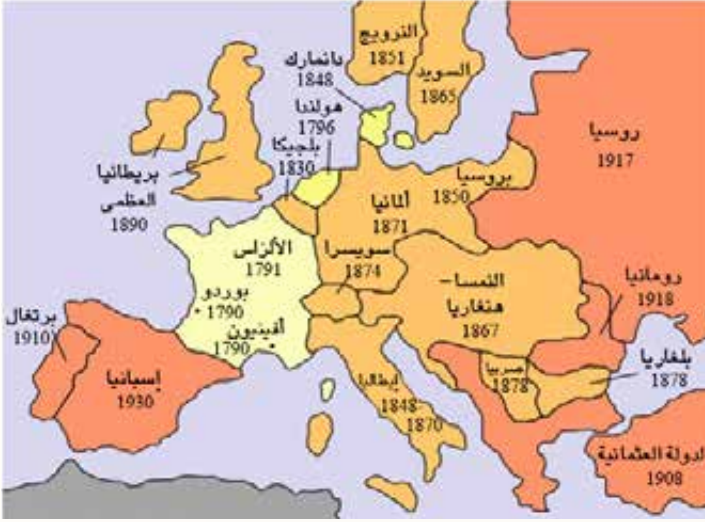 النرويج
1851
السويد
1865
دانمارك
1848
هولندا
1796
بلجيكا
1830
روسيا
1917
بريطانيا
العظمى
1890
بروسيا
1850
ألمانيا
1871
الألزاس
1791
سويسرا
1874
النمسا –
هنغاريا
1867
رومانيا
1918
بوردو
1790
أفينيون
1790
برتغال
1910)
إسبانيا
1930
إيطاليا
1848-
1870
صربيا
1878
بلغاريا
1878
لدولة العثمانية
1908